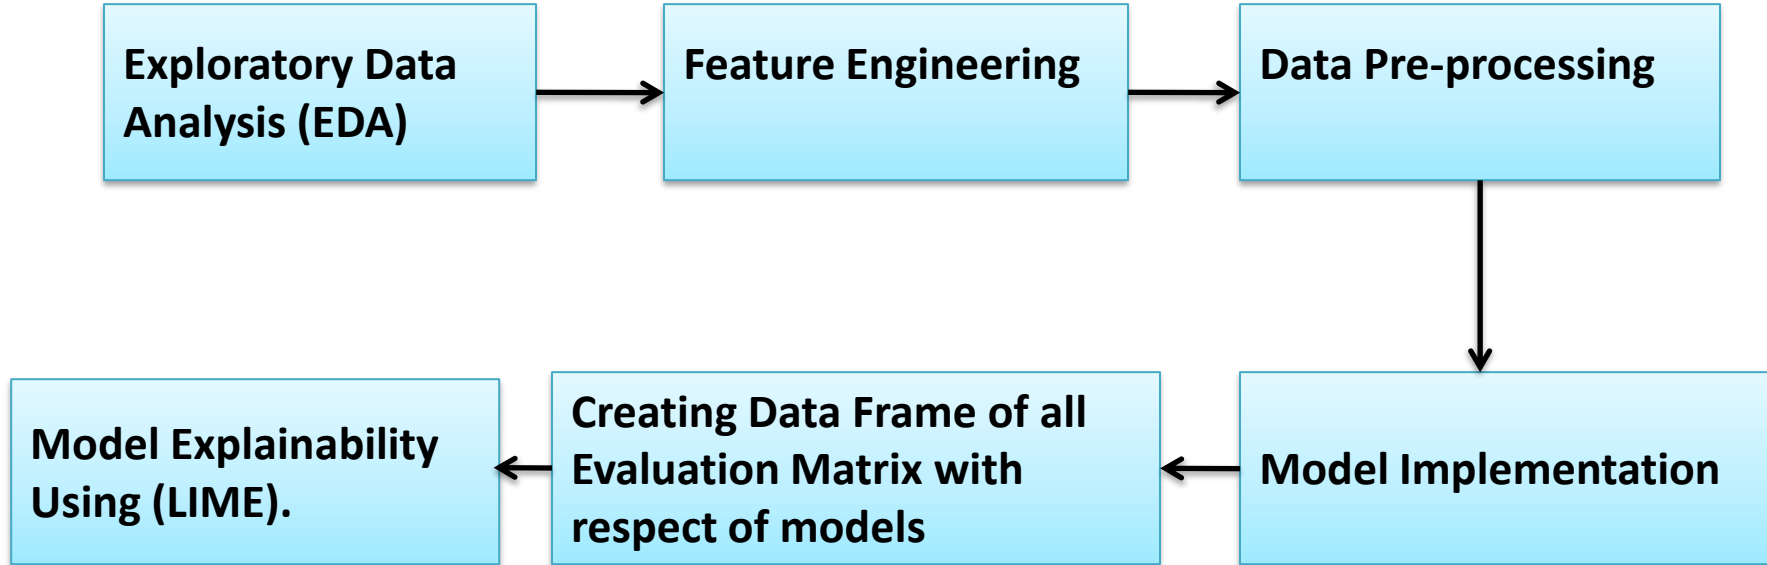 Exploratory Data
Analysis (EDA)
Feature Engineering
Data Pre-processing
Model Implementation
Creating Data Frame of all
Evaluation Matrix with
respect of models
Model Explainability
Using (LIME).